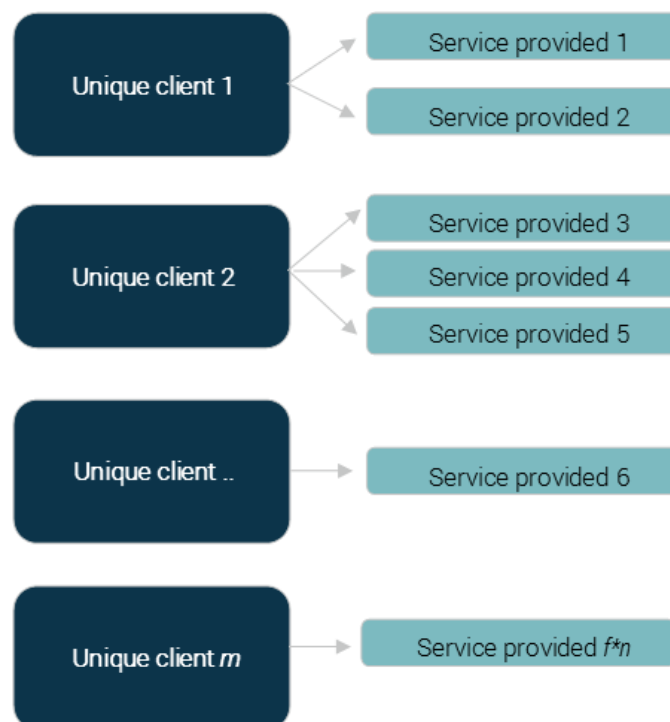 Unique client 1
Service provided 1
Service provided 2
Unique client 2
Service provided 3
Service provided 4
Service provided 5
Unique client ..
Service provided 6
Unique client m
Service provided f*n